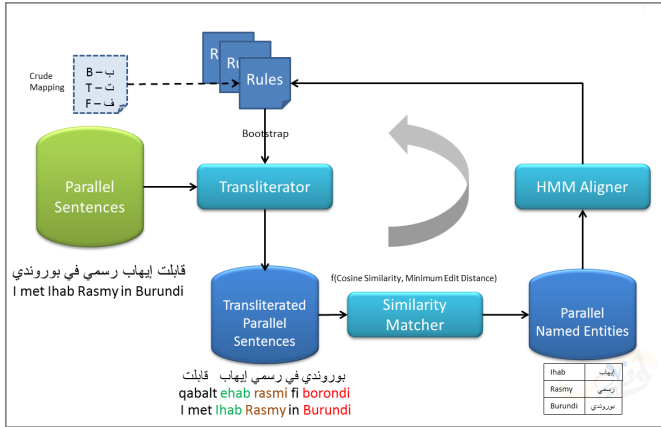 Crude
Mapping
B – ب
T – ت
F – ف
R
Ru
Rules
Bootstrap
Parallel
Sentences
Transliterator
HMM Aligner
قابلت إيهاب رسمي في بوروندي
I met Ihab Rasmy in Burundi
Transliterated
Parallel
Sentences
f(Cosine Similarity, Minimum Edit Distance)
Similarity
Matcher
Parallel
Named Entities
بوروندي في رسمي إيهاب قابلت
qabalt ehab rasmi fi borondi
I met Ihab Rasmy in Burundi
Ihab إيهاب
Rasmy رسمي
Burundi بوروندي